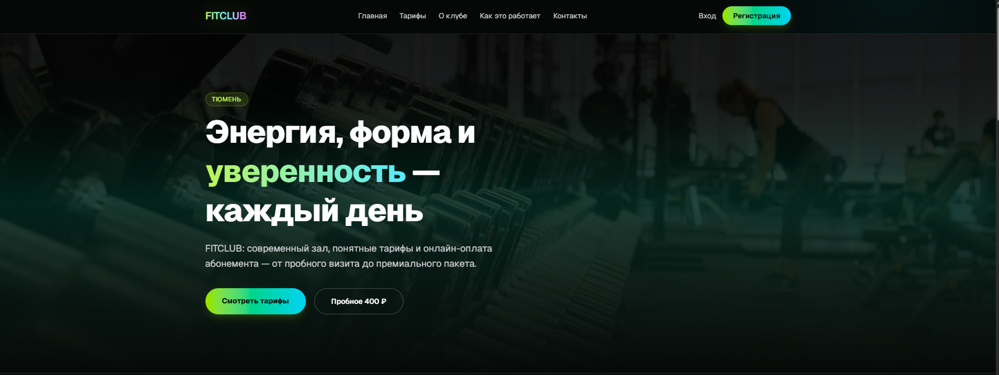 FITCLUB
Главная
Тарифы
О клубе
Как это работает
Контакты
Вход
Регистрация
ТЮМЕНЬ
Энергия, форма и
уверенность —
каждый день
FITCLUB: современный зал, понятные тарифы и онлайн-оплата
абонемента — от пробного визита до премиального пакета.
Смотреть тарифы
Пробное 400 ₽